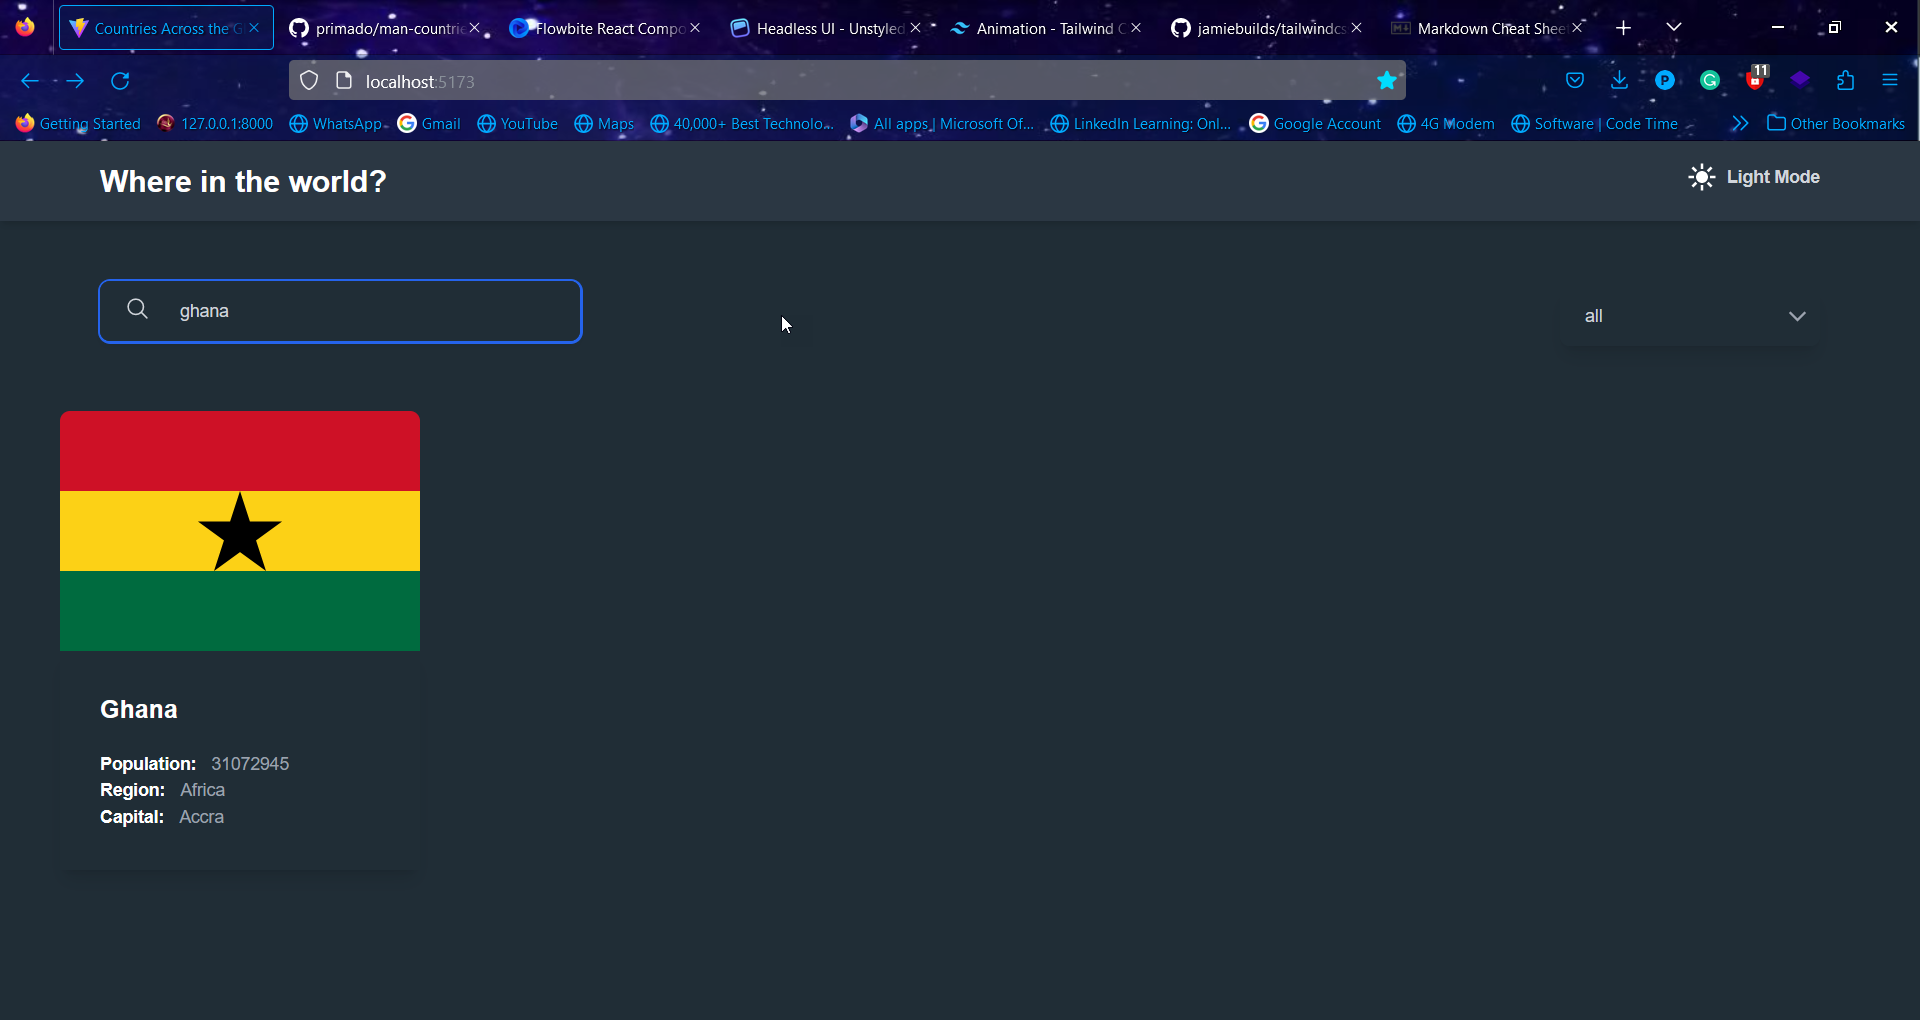 Countries Across the G
primado/man-countrie
Flowbite React Compo
Headless UI - Unstyled
Animation - Tailwind C
jamiebuilds/tailwindcs
Markdown Cheat Shee
localhost:5173
P
G
11
Getting Started
127.0.0.1:8000
WhatsApp
Gmail
YouTube
Maps
40,000+ Best Technolo...
All apps | Microsoft Of...
LinkedIn Learning: Onl...
Google Account
4G Modem
Software | Code Time
Other Bookmarks
Where in the world?
Light Mode
ghana
all
Ghana
Population: 31072945
Region: Africa
Capital: Accra